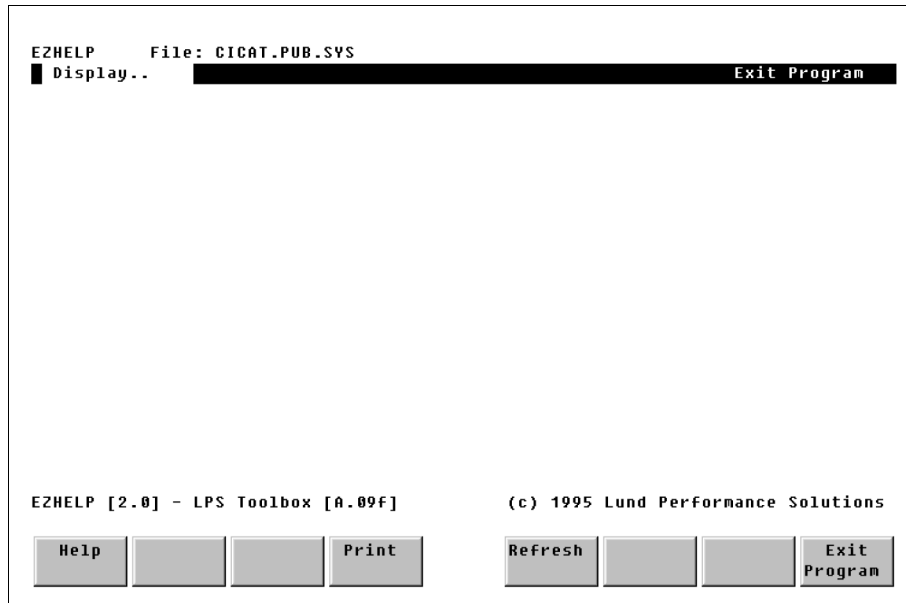 EZHELP File: CICAT.PUB.SYS
Display.. Exit Program
EZHELP [2.0] - LPS Toolbox [A.09f] (c) 1995 Lund Performance Solutions
Help Print Refresh Exit
Program